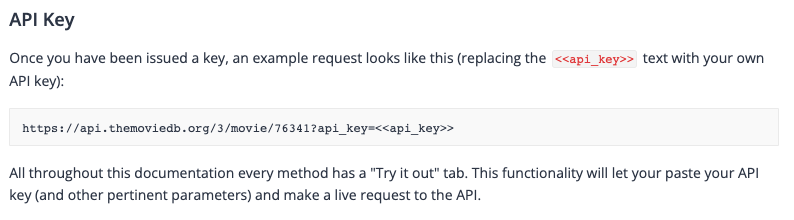 API Key
Once you have been issued a key, an example request looks like this (replacing the <<api_key>> text with your own
API key):
https://api.themoviedb.org/3/movie/76341?api_key=<<api_key>>
All throughout this documentation every method has a "Try it out" tab. This functionality will let your paste your API
key (and other pertinent parameters) and make a live request to the API.